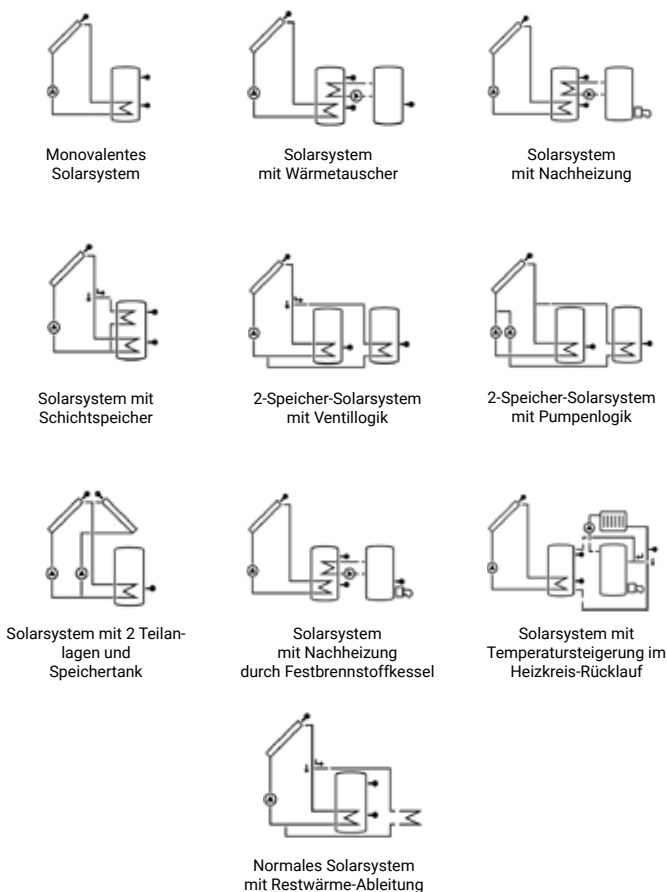 Monovalentes
Solarsystem
Solarsystem
mit Wärmetauscher
Solarsystem
mit Nachheizung
Solarsystem mit
Schichtspeicher
2-Speicher-Solarsystem
mit Ventillogik
2-Speicher-Solarsystem
mit Pumpenlogik
Solarsystem mit 2 Teilan-
lagen und
Speichertank
Solarsystem
mit Nachheizung
durch Festbrennstoffkessel
Solarsystem mit
Temperatursteigerung im
Heizkreis-Rücklauf
Normales Solarsystem
mit Restwärme-Ableitung